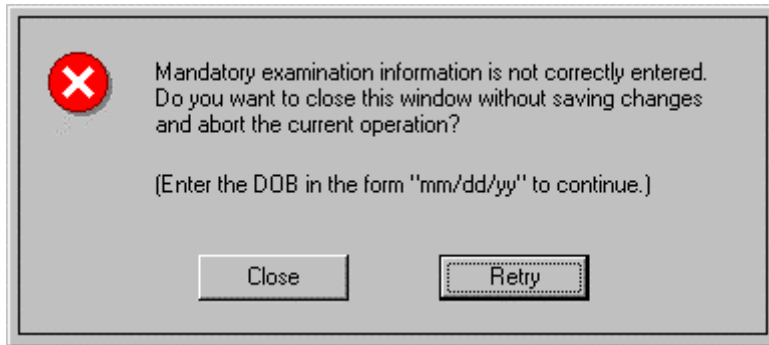 Mandatory examination information is not correctly entered.
Do you want to close this window without saving changes
and abort the current operation?
(Enter the DOB in the form "mm/dd/yy" to continue.)
Close
Retry